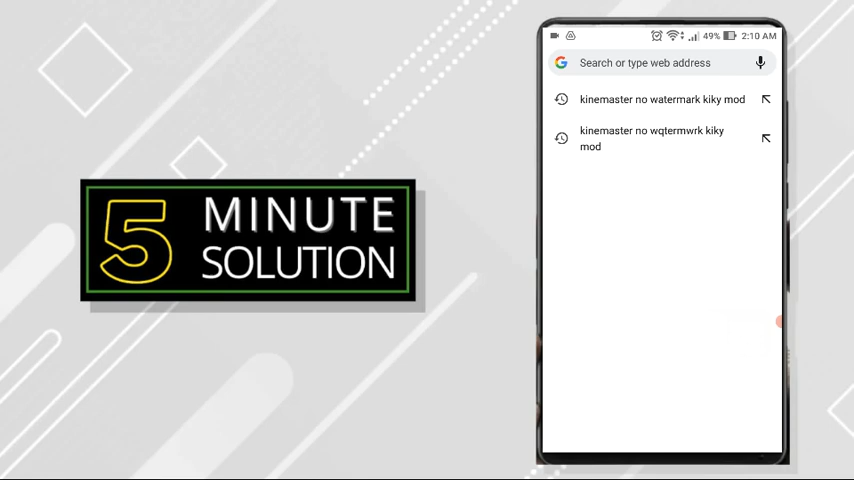 5 MINUTE
SOLUTION
49% 2:10 AM
Search or type web address
kinemaster no watermark kiky mod
kinemaster no wqtermwrk kiky
mod